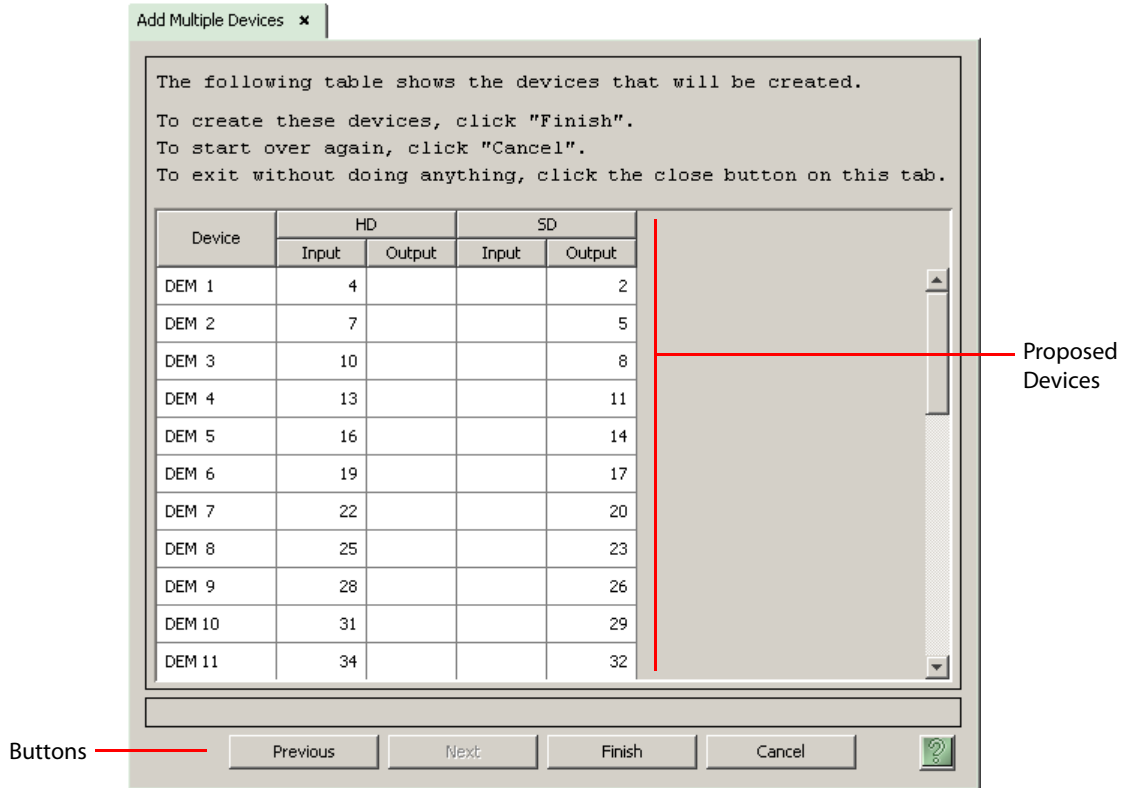 Add Multiple Devices ×
The following table shows the devices that will be created.
To create these devices, click "Finish".
To start over again, click "Cancel".
To exit without doing anything, click the close button on this tab.
Device HD SD
Input Output Input Output
DEM 1 4 2
DEM 2 7 5
DEM 3 10 8
DEM 4 13 11
DEM 5 16 14
DEM 6 19 17
DEM 7 22 20
DEM 8 25 23
DEM 9 28 26
DEM 10 31 29
DEM 11 34 32
Proposed
Devices
Buttons
Previous Next Finish Cancel ?